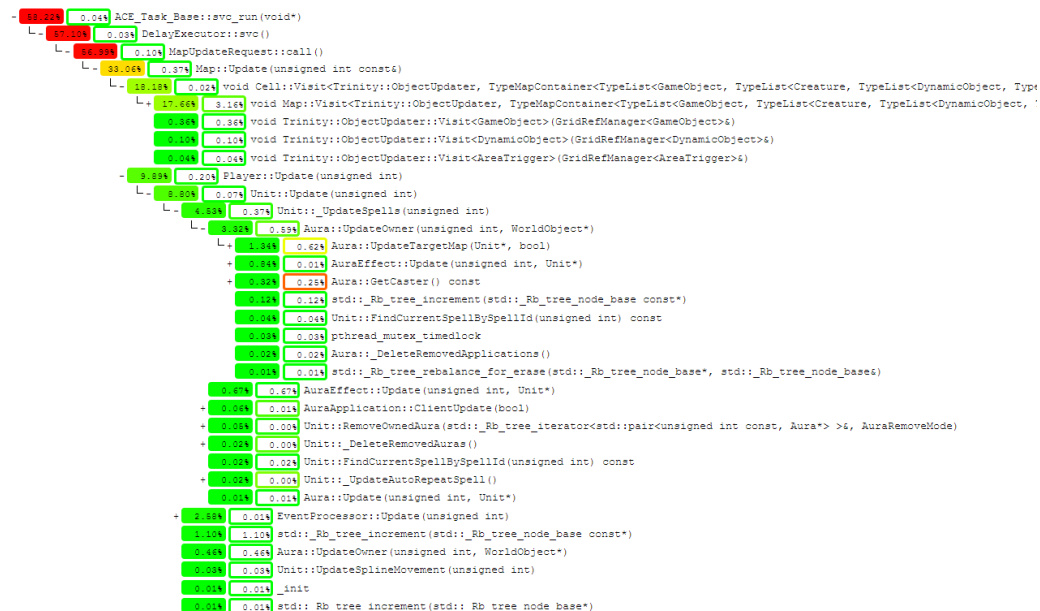 - 58.22% 0.04% ACE_Task_Base::svc_run(void*)
- 57.10% 0.03% DelayExecutor::svc()
- 56.99% 0.10% MapUpdateRequest::call()
- 33.06% 0.37% Map::Update(unsigned int const&)
- 18.18% 0.02% void Cell::Visit<Trinity::ObjectUpdater, TypeMapContainer<TypeList<GameObject, TypeList<Creature, TypeList<DynamicObject, Type
+ 17.66% 3.16% void Map::Visit<Trinity::ObjectUpdater, TypeMapContainer<TypeList<GameObject, TypeList<Creature, TypeList<DynamicObject,
0.36% 0.36% void Trinity::ObjectUpdater::Visit<GameObject>(GridRefManager<GameObject>&)
0.10% 0.10% void Trinity::ObjectUpdater::Visit<DynamicObject>(GridRefManager<DynamicObject>&)
0.04% 0.04% void Trinity::ObjectUpdater::Visit<AreaTrigger>(GridRefManager<AreaTrigger>&)
- 9.89% 0.20% Player::Update(unsigned int)
- 8.80% 0.07% Unit::Update(unsigned int)
- 4.53% 0.37% Unit::_UpdateSpells(unsigned int)
- 3.32% 0.59% Aura::UpdateOwner(unsigned int, WorldObject*)
+ 1.34% 0.62% Aura::UpdateTargetMap(Unit*, bool)
+ 0.84% 0.01% AuraEffect::Update(unsigned int, Unit*)
+ 0.32% 0.25% Aura::GetCaster() const
0.12% 0.12% std::_Rb_tree_increment(std::_Rb_tree_node_base const*)
0.04% 0.04% Unit::FindCurrentSpellBySpellId(unsigned int) const
0.03% 0.03% pthread_mutex_timedlock
0.02% 0.02% Aura::_DeleteRemovedApplications()
0.01% 0.01% std::_Rb_tree_rebalance_for_erase(std::_Rb_tree_node_base*, std::_Rb_tree_node_base&)
0.67% 0.67% AuraEffect::Update(unsigned int, Unit*)
+ 0.06% 0.01% AuraApplication::ClientUpdate(bool)
+ 0.05% 0.00% Unit::RemoveOwnedAura(std::_Rb_tree_iterator<std::pair<unsigned int const, Aura*> >&, AuraRemoveMode)
+ 0.02% 0.00% Unit::_DeleteRemovedAuras()
0.02% 0.02% Unit::FindCurrentSpellBySpellId(unsigned int) const
+ 0.02% 0.00% Unit::_UpdateAutoRepeatSpell()
0.01% 0.01% Aura::Update(unsigned int, Unit*)
+ 2.58% 0.01% EventProcessor::Update(unsigned int)
1.10% 1.10% std::_Rb_tree_increment(std::_Rb_tree_node_base const*)
0.46% 0.46% Aura::UpdateOwner(unsigned int, WorldObject*)
0.03% 0.03% Unit::UpdateSplineMovement(unsigned int)
0.01% 0.01% _init
0.01% 0.01% std::_Rb_tree_increment(std::_Rb_tree_node_base*)